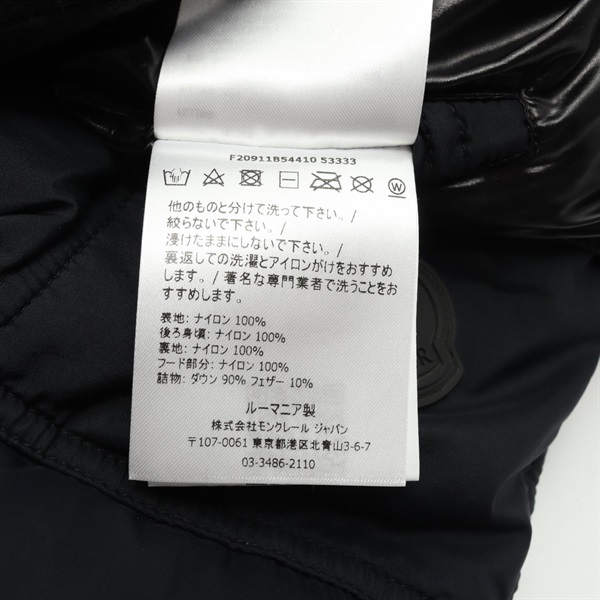 F20911B54410 53333
W
他のものと分けて洗って下さい。/
絞らないで下さい。/
浸けたままにしないで下さい。/
裏返しての洗濯とアイロンがけをおすすめ
します。/ 著名な専門業者で洗うことをお
すすめします。
表地: ナイロン 100%
後ろ身頃: ナイロン 100%
裏地: ナイロン 100%
フード部分: ナイロン 100%
詰物: ダウン 90% フェザー 10%
ルーマニア製
株式会社モンクレール ジャパン
〒107-0061 東京都港区北青山3-6-7
03-3486-2110